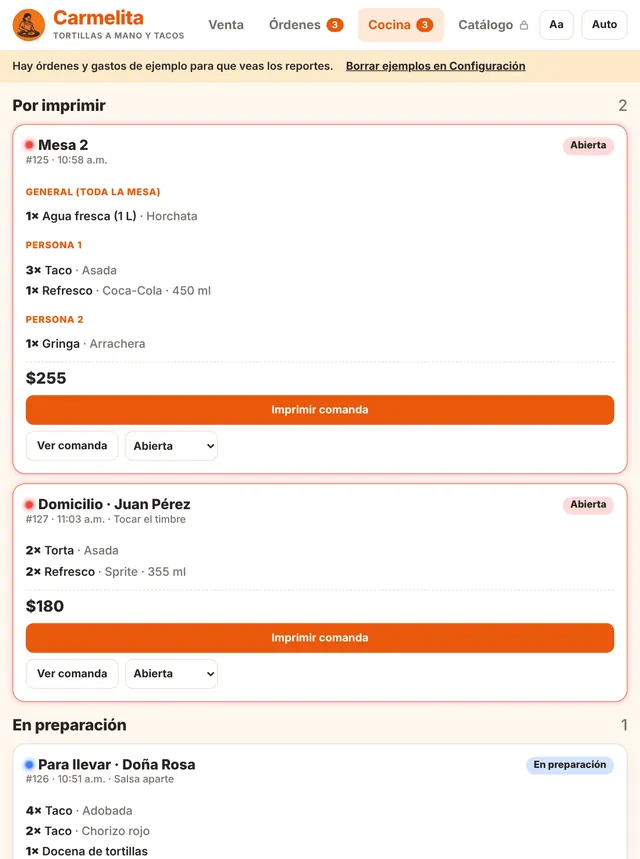 Carmelita
TORTILLAS A MANO Y TACOS
Venta
Órdenes 3
Cocina 3
Catálogo
Aa
Auto
Hay órdenes y gastos de ejemplo para que veas los reportes. Borrar ejemplos en Configuración
Por imprimir 2
Mesa 2 Abierta
#125 · 10:58 a.m.
GENERAL (TODA LA MESA)
1× Agua fresca (1 L) · Horchata
PERSONA 1
3× Taco · Asada
1× Refresco · Coca-Cola · 450 ml
PERSONA 2
1× Gringa · Arrachera
$255
Imprimir comanda
Ver comanda Abierta
Domicilio · Juan Pérez Abierta
#127 · 11:03 a.m. · Tocar el timbre
2× Torta · Asada
2× Refresco · Sprite · 355 ml
$180
Imprimir comanda
Ver comanda Abierta
En preparación 1
Para llevar · Doña Rosa En preparación
#126 · 10:51 a.m. · Salsa aparte
4× Taco · Adobada
2× Taco · Chorizo rojo
1× Docena de tortillas